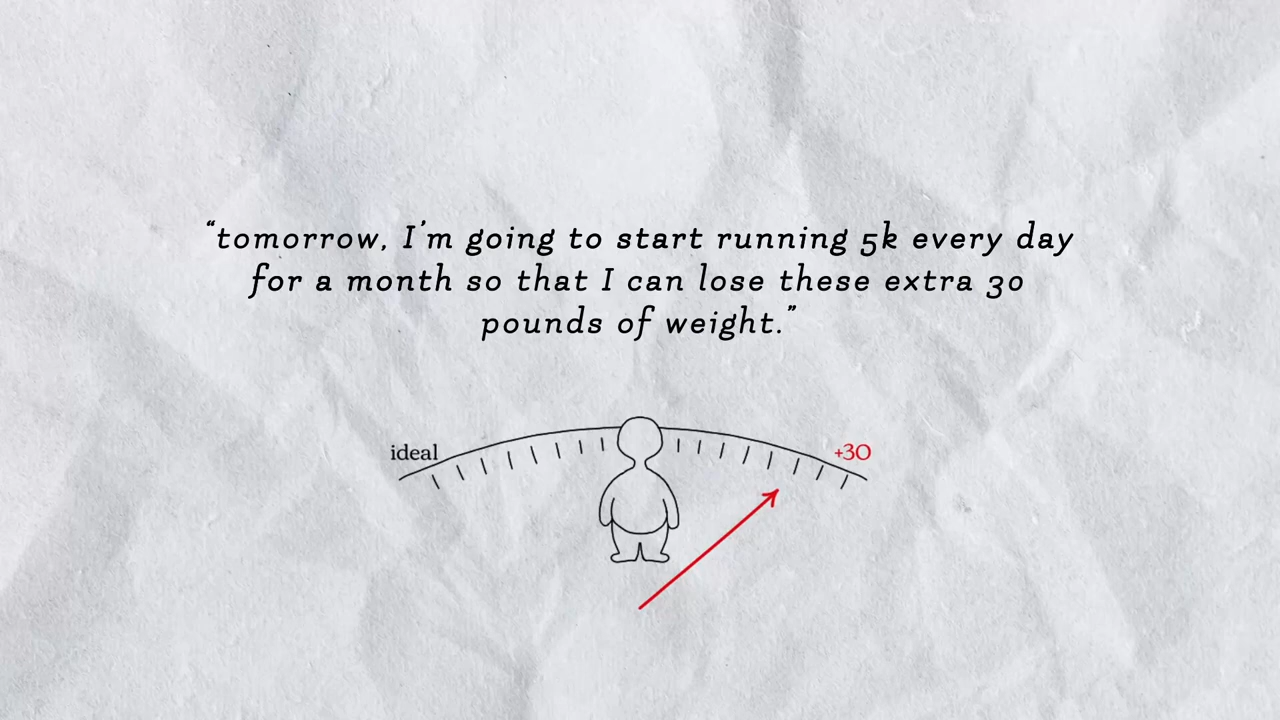 “tomorrow, I'm going to start running 5k every day
for a month so that I can lose these extra 30
pounds of weight.”
ideal
+30